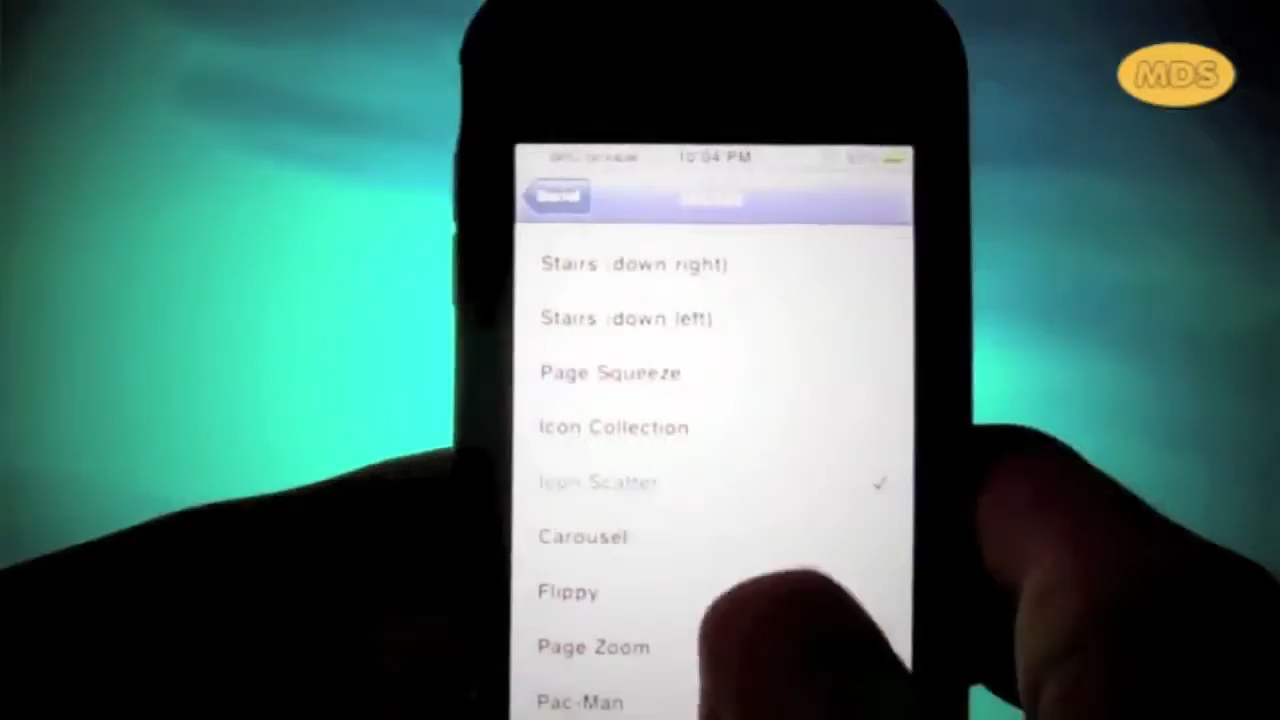 MDS
10:04 PM
Barrel
Stairs (down right)
Stairs (down left)
Page Squeeze
Icon Collection
Icon Scatter
Carousel
Flippy
Page Zoom
Pac-Man